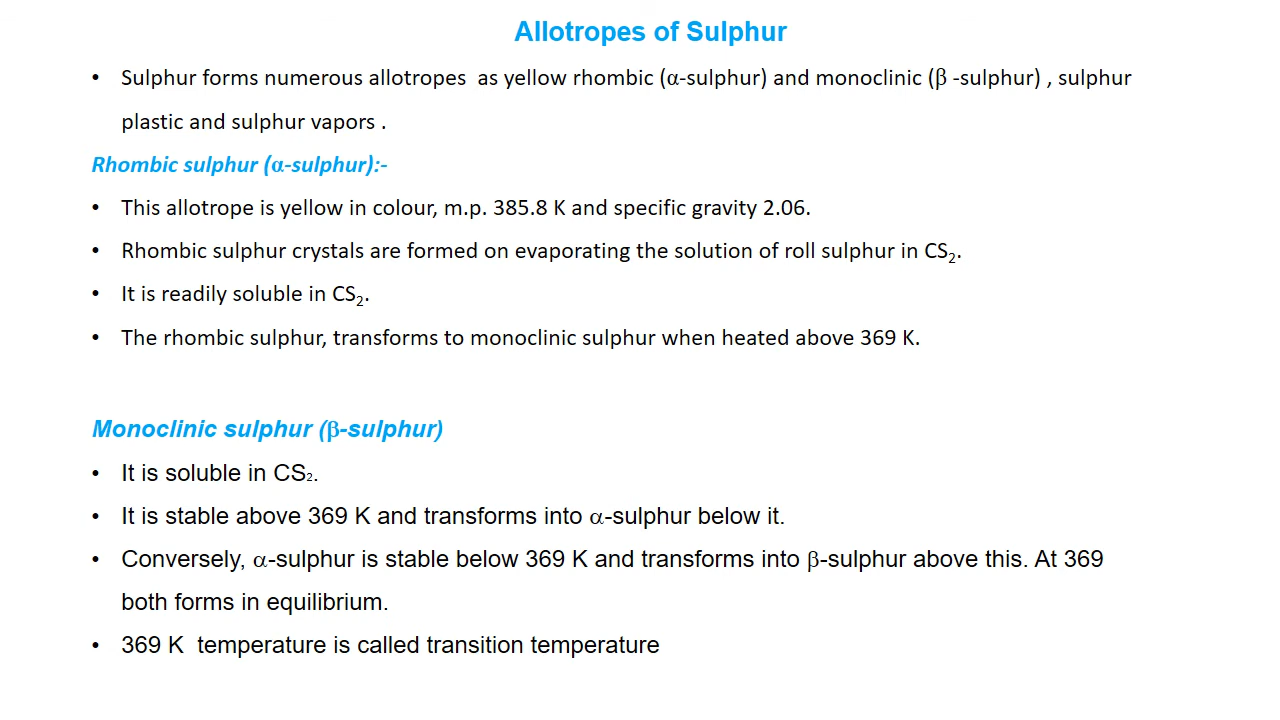 Allotropes of Sulphur
• Sulphur forms numerous allotropes  as yellow rhombic (α-sulphur) and monoclinic (β -sulphur) , sulphur
plastic and sulphur vapors .
Rhombic sulphur (α-sulphur):-
• This allotrope is yellow in colour, m.p. 385.8 K and specific gravity 2.06.
• Rhombic sulphur crystals are formed on evaporating the solution of roll sulphur in CS₂.
• It is readily soluble in CS₂.
• The rhombic sulphur, transforms to monoclinic sulphur when heated above 369 K.
Monoclinic sulphur (β-sulphur)
• It is soluble in CS₂.
• It is stable above 369 K and transforms into α-sulphur below it.
• Conversely, α-sulphur is stable below 369 K and transforms into β-sulphur above this. At 369
both forms in equilibrium.
• 369 K  temperature is called transition temperature